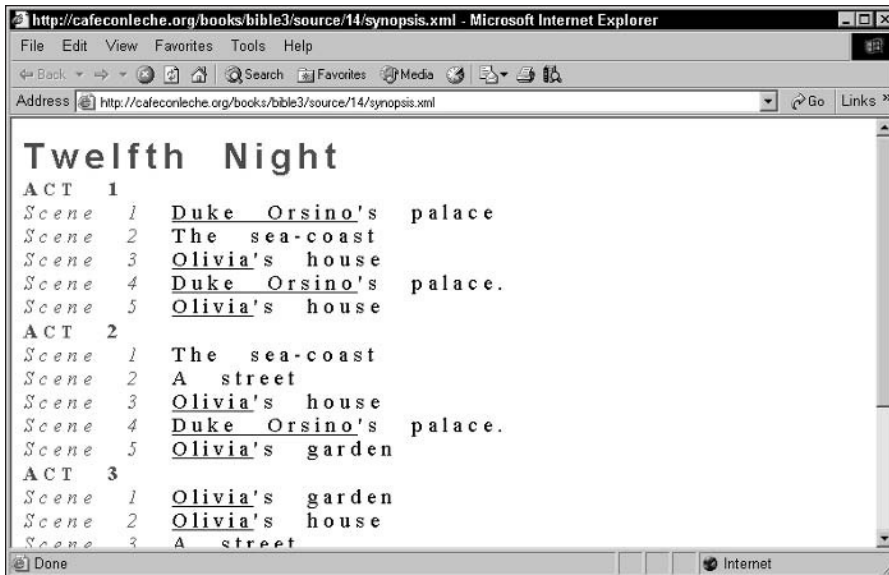 http://cafeconleche.org/books/bible3/source/14/synopsis.xml - Microsoft Internet Explorer
File Edit View Favorites Tools Help
Back Search Favorites Media
Address http://cafeconleche.org/books/bible3/source/14/synopsis.xml Go Links »
Twelfth Night
ACT 1
Scene 1 Duke Orsino's palace
Scene 2 The sea-coast
Scene 3 Olivia's house
Scene 4 Duke Orsino's palace.
Scene 5 Olivia's house
ACT 2
Scene 1 The sea-coast
Scene 2 A street
Scene 3 Olivia's house
Scene 4 Duke Orsino's palace.
Scene 5 Olivia's garden
ACT 3
Scene 1 Olivia's garden
Scene 2 Olivia's house
Scene 3 A street
Done Internet